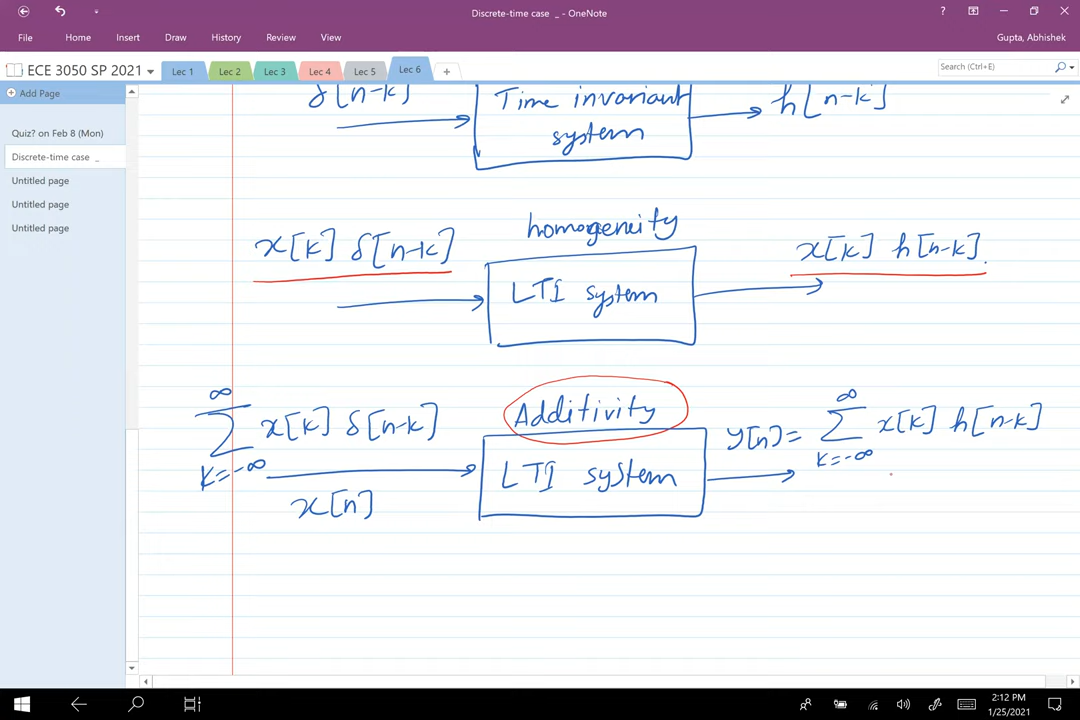 Discrete-time case _ - OneNote
? 
File Home Insert Draw History Review View Gupta, Abhishek
ECE 3050 SP 2021 Lec 1 Lec 2 Lec 3 Lec 4 Lec 5 Lec 6 + Search (Ctrl+E)
Add Page
Quiz? on Feb 8 (Mon)
Discrete-time case _
Untitled page
Untitled page
Untitled page
δ[n-k] Time invariant h[n-k]
system
homogeneity
x[k] δ[n-k] x[k] h[n-k].
LTI system
Additivity
∞ ∑ k=-∞ x[k] δ[n-k] y[n]= ∞ ∑ k=-∞ x[k] h[n-k]
LTI system
x[n]
2:12 PM
1/25/2021